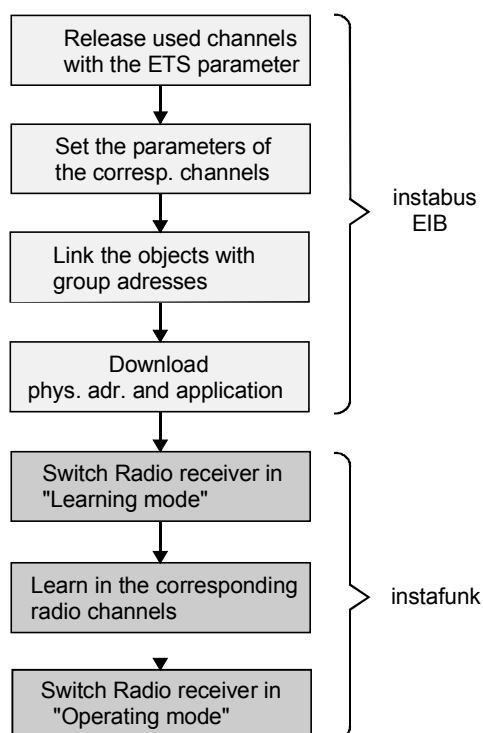 Release used channels
with the ETS parameter
Set the parameters of
the corresp. channels
instabus
EIB
Link the objects with
group adresses
Download
phys. adr. and application
Switch Radio receiver in
"Learning mode"
Learn in the corresponding
radio channels
instafunk
Switch Radio receiver in
"Operating mode"